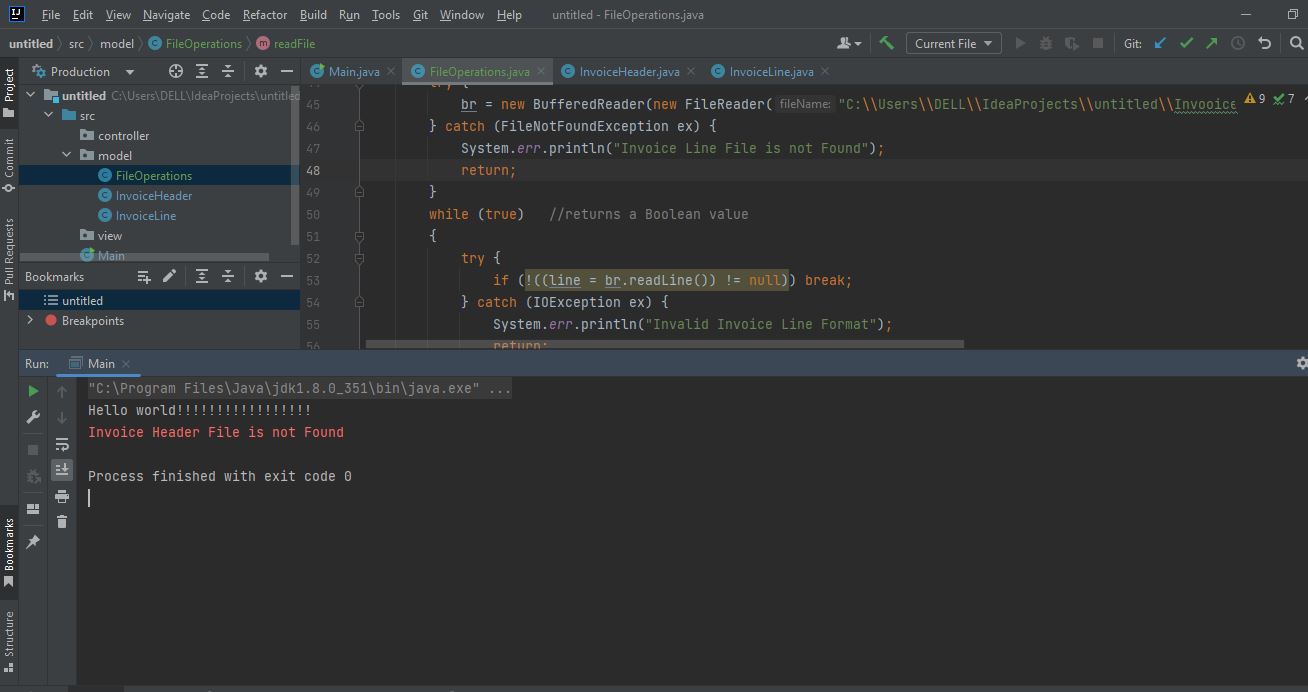 File Edit View Navigate Code Refactor Build Run Tools Git Window Help untitled - FileOperations.java
untitled src model FileOperations readFile Current File Git:
Project
Production
Main.java FileOperations.java InvoiceHeader.java InvoiceLine.java
untitled C:\Users\DELL\IdeaProjects\untitled
src
controller
model
FileOperations
InvoiceHeader
InvoiceLine
view
Main
Commit
Pull Requests
Bookmarks
untitled
Breakpoints
9 7
try {
45 br = new BufferedReader(new FileReader( fileName: "C:\\Users\\DELL\\IdeaProjects\\untitled\\Invooice
46 } catch (FileNotFoundException ex) {
47 System.err.println("Invoice Line File is not Found");
48 return;
49 }
50 while (true) //returns a Boolean value
51 {
52 try {
53 if (!((line = br.readLine()) != null)) break;
54 } catch (IOException ex) {
55 System.err.println("Invalid Invoice Line Format");
56 return;
Run: Main
"C:\Program Files\Java\jdk1.8.0_351\bin\java.exe" ...
Hello world!!!!!!!!!!!!!!!!!
Invoice Header File is not Found
Process finished with exit code 0
Bookmarks
Structure